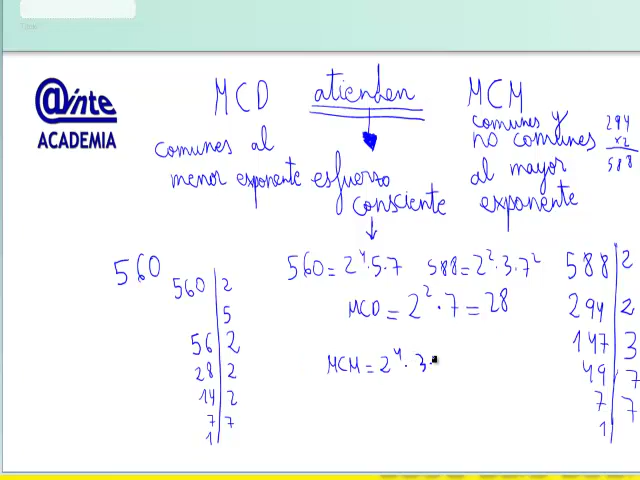 MCD atienden MCM
@inte
ACADEMIA
comunes al
menor exponente
esfuerzo
consciente
comunes y
no comunes
al mayor
exponente
294
x2
588
560
560 = 2⁴·5·7 588 = 2²·3·7²
MCD = 2²·7 = 28
MCM = 2⁴·3·
560 | 2
5
56 | 2
28 | 2
14 | 2
7 | 7
1
588 | 2
294 | 2
147 | 3
49 | 7
7 | 7
1